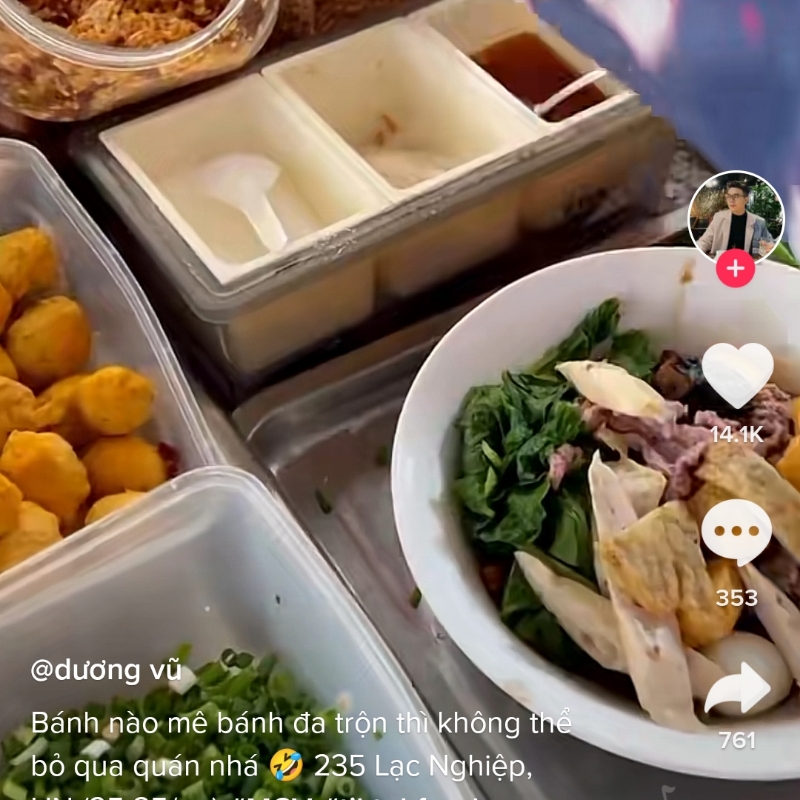 14.1K
353
761
@dương vũ
Bánh nào mê bánh đa trộn thì không thể
bỏ qua quán nhá 🤣 235 Lạc Nghiệp,